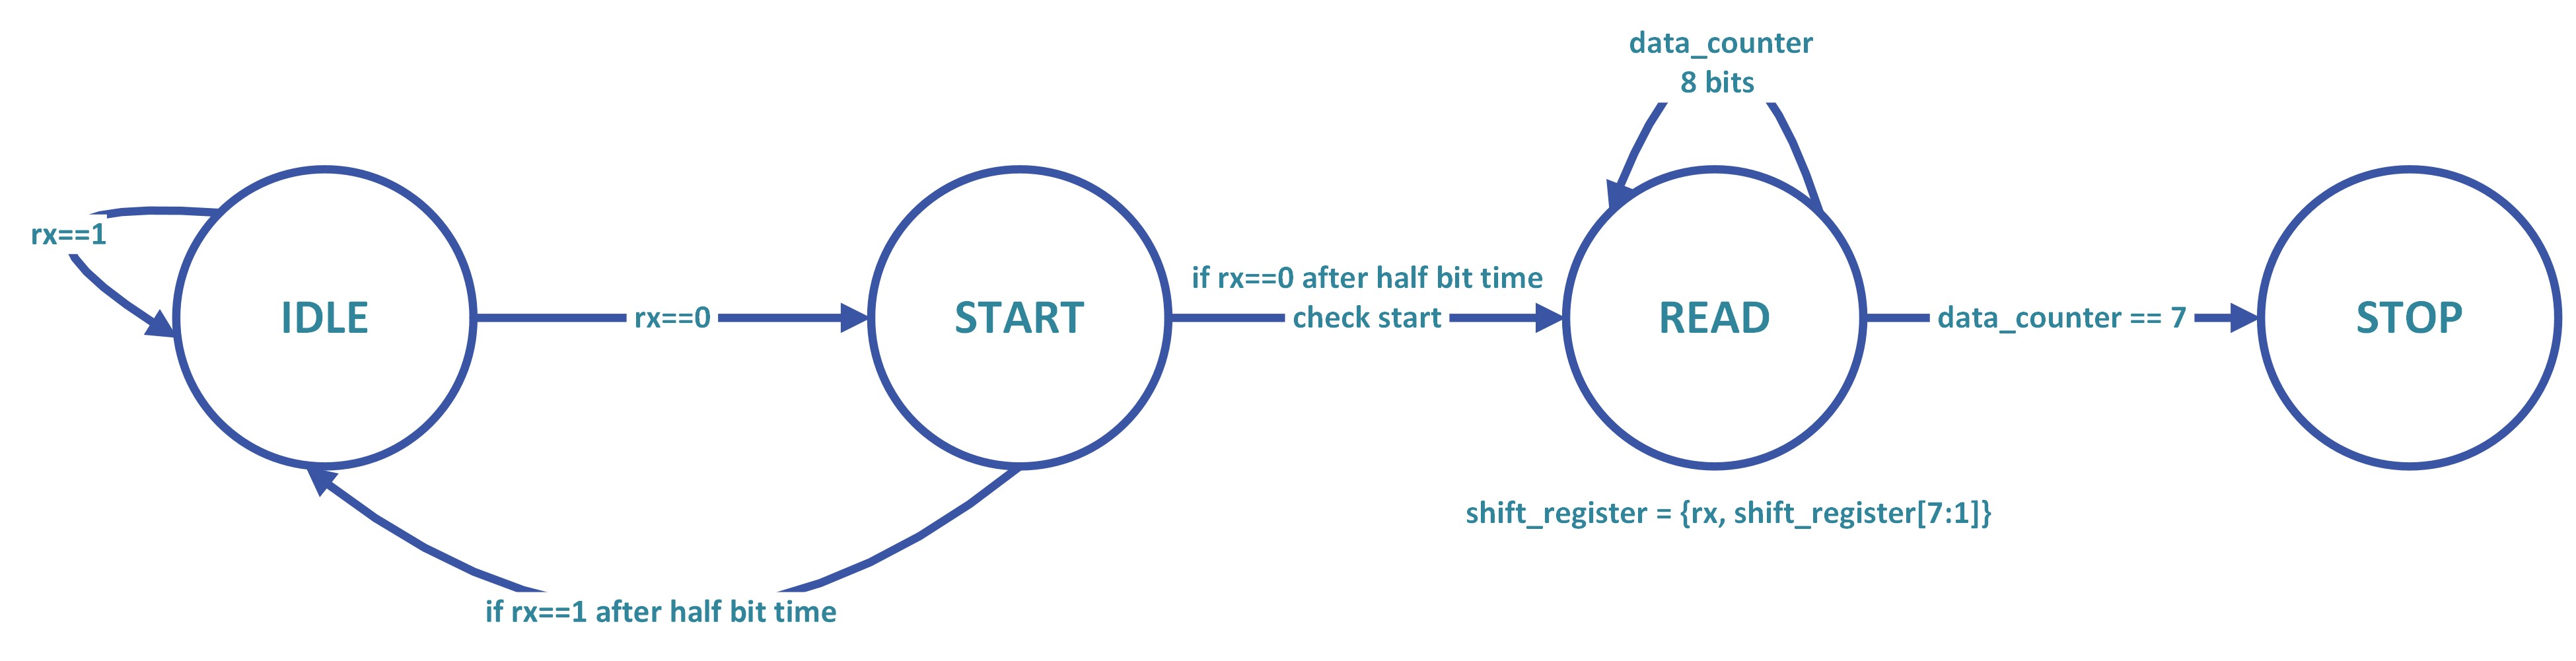 data_counter
8 bits
rx==1
IDLE
rx==0
START
if rx==0 after half bit time
check start
READ
data_counter == 7
STOP
shift_register = {rx, shift_register[7:1]}
if rx==1 after half bit time